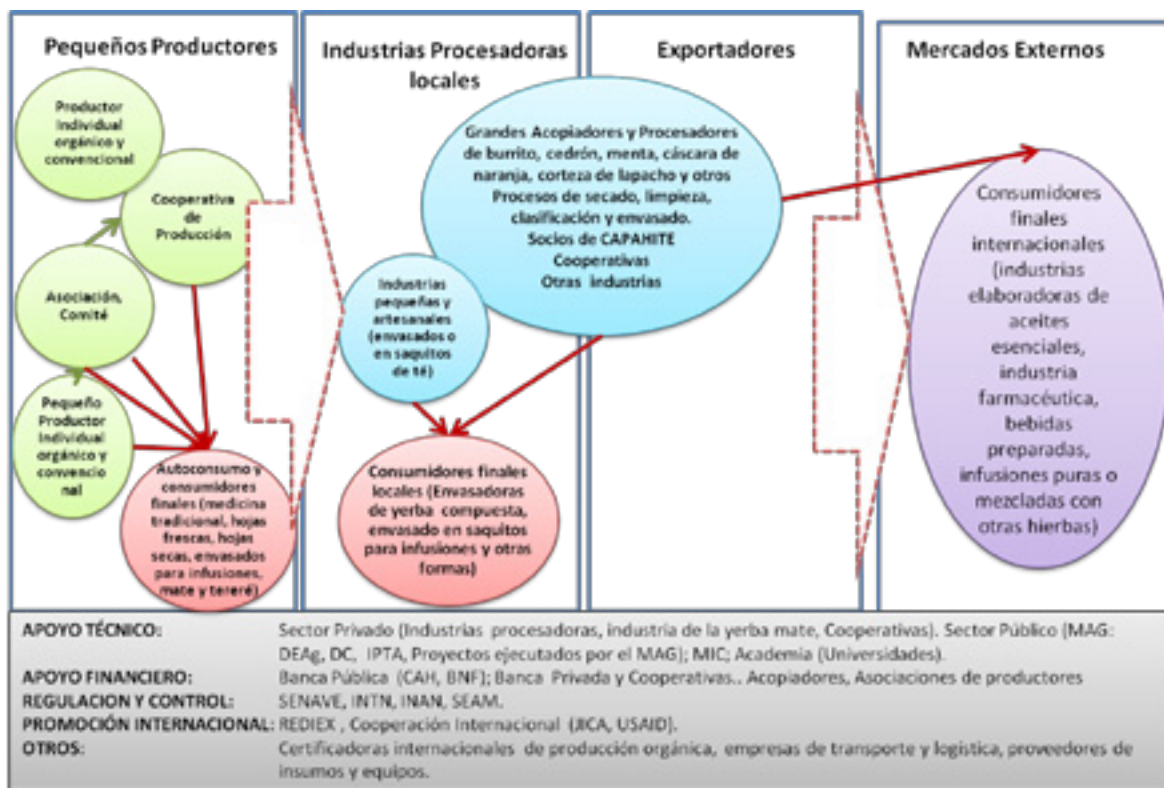 Pequeños Productores
Productor
Individual
orgánico y
convencional
Cooperativa
de
Producción
Asociación,
Comité
Pequeño
Productor
Individual
orgánico y
convencio
nal
Autoconsumo y
consumidores
finales (medicina
tradicional, hojas
frescas, hojas
secas, envasados
para infusiones,
mate y tereré)
Industrias Procesadoras
locales
Grandes Acopiadores y Procesadores
de burrito, cedrón, menta, cáscara de
naranja, corteza de lapacho y otros
Procesos de secado, limpieza,
clasificación y envasado.
Socios de CAPAHITE
Cooperativas
Otras industrias
Industrias
pequeñas y
artesanales
(envasados o
en saquitos
de té)
Consumidores finales
locales (Envasadoras
de yerba compuesta,
envasado en saquitos
para infusiones y otras
formas)
Exportadores
Mercados Externos
Consumidores
finales
internacionales
(industrias
elaboradoras de
aceites
esenciales,
industria
farmacéutica,
bebidas
preparadas,
infusiones puras o
mezcladas con
otras hierbas)
APOYO TÉCNICO: Sector Privado (Industrias procesadoras, industria de la yerba mate, Cooperativas). Sector Público (MAG:
DEAg, DC, IPTA, Proyectos ejecutados por el MAG); MIC; Academia (Universidades).
APOYO FINANCIERO: Banca Pública (CAH, BNF); Banca Privada y Cooperativas.. Acopiadores, Asociaciones de productores
REGULACION Y CONTROL: SENAVE, INTN, INAN, SEAM.
PROMOCIÓN INTERNACIONAL: REDIEX , Cooperación Internacional (JICA, USAID).
OTROS: Certificadoras internacionales de producción orgánica, empresas de transporte y logística, proveedores de
insumos y equipos.